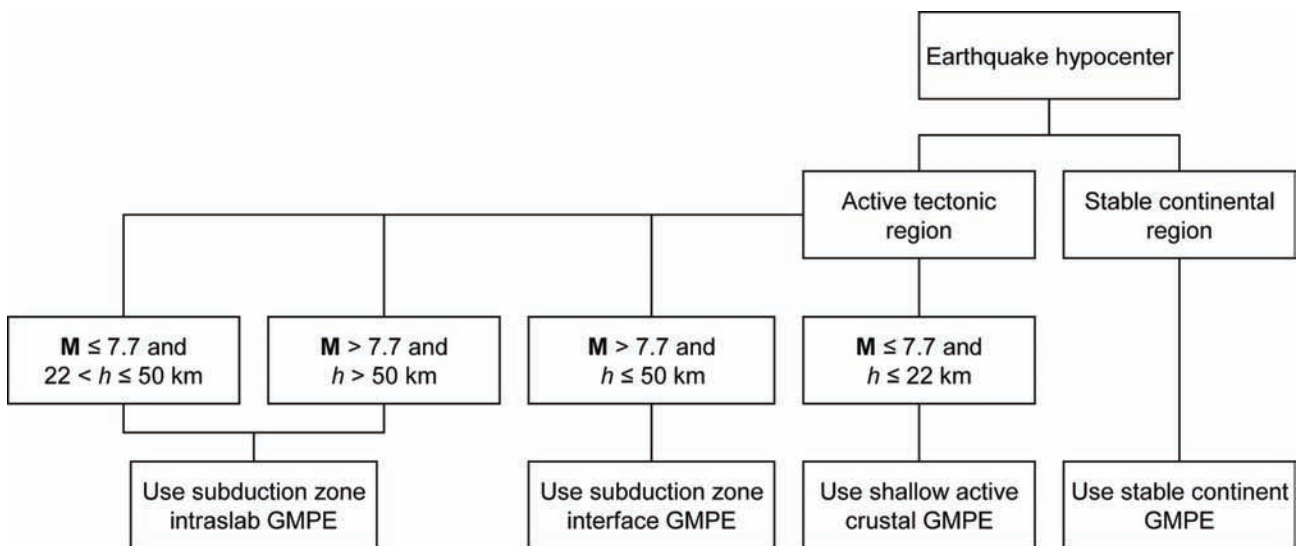 Earthquake hypocenter
Active tectonic
region
Stable continental
region
M ≤ 7.7 and
22 < h ≤ 50 km
M > 7.7 and
h > 50 km
M > 7.7 and
h ≤ 50 km
M ≤ 7.7 and
h ≤ 22 km
Use subduction zone
intraslab GMPE
Use subduction zone
interface GMPE
Use shallow active
crustal GMPE
Use stable continent
GMPE